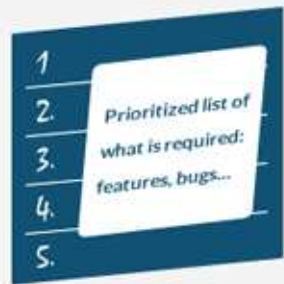 1
2.
Prioritized list of
what is required:
3.
features, bugs...
4.
5.